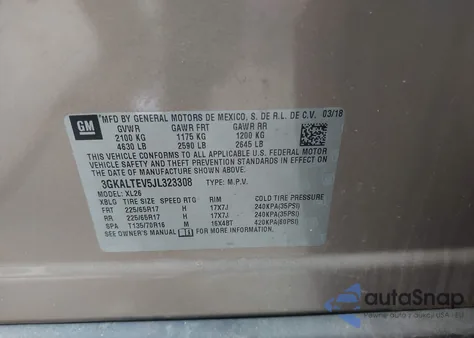 GM
MFD BY GENERAL MOTORS DE MEXICO, S. DE R.L. DE C.V. 03/18
GVWR GAWR FRT GAWR RR
2100 KG 1175 KG 1200 KG
4630 LB 2590 LB 2645 LB
THIS VEHICLE CONFORMS TO ALL APPLICABLE U.S. FEDERAL MOTOR
VEHICLE SAFETY AND THEFT PREVENTION STANDARDS IN EFFECT ON
THE DATE OF MANUFACTURE SHOWN ABOVE.
3GKALTEV5JL323308 TYPE: M.P.V.
MODEL: XL26
XBLG TIRE SIZE SPEED RTG RIM COLD TIRE PRESSURE
FRT 225/65R17 H 17X7J 240KPA(35PSI)
RR 225/65R17 H 17X7J 240KPA(35PSI)
SPA T135/70R16 M 16X4BT 420KPA(60PSI)
SEE OWNER'S MANUAL FOR MORE INFORMATION.
autoSnap